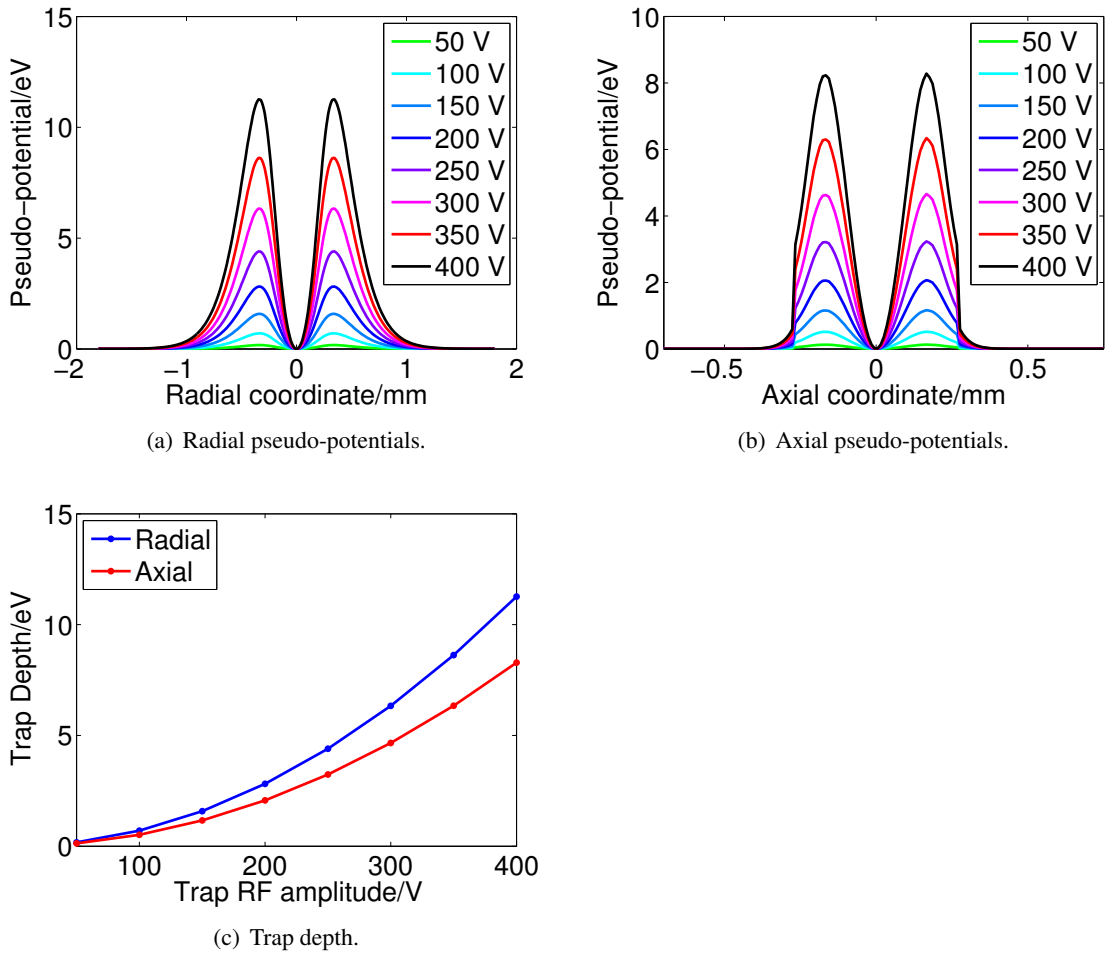 15
10
5
0
Pseudo−potential/eV
50 V
100 V
150 V
200 V
250 V
300 V
350 V
400 V
−2
−1
0
1
2
Radial coordinate/mm
(a) Radial pseudo-potentials.
10
8
6
4
2
0
Pseudo−potential/eV
50 V
100 V
150 V
200 V
250 V
300 V
350 V
400 V
−0.5
0
0.5
Axial coordinate/mm
(b) Axial pseudo-potentials.
15
10
5
0
Trap Depth/eV
Radial
Axial
100
200
300
400
Trap RF amplitude/V
(c) Trap depth.